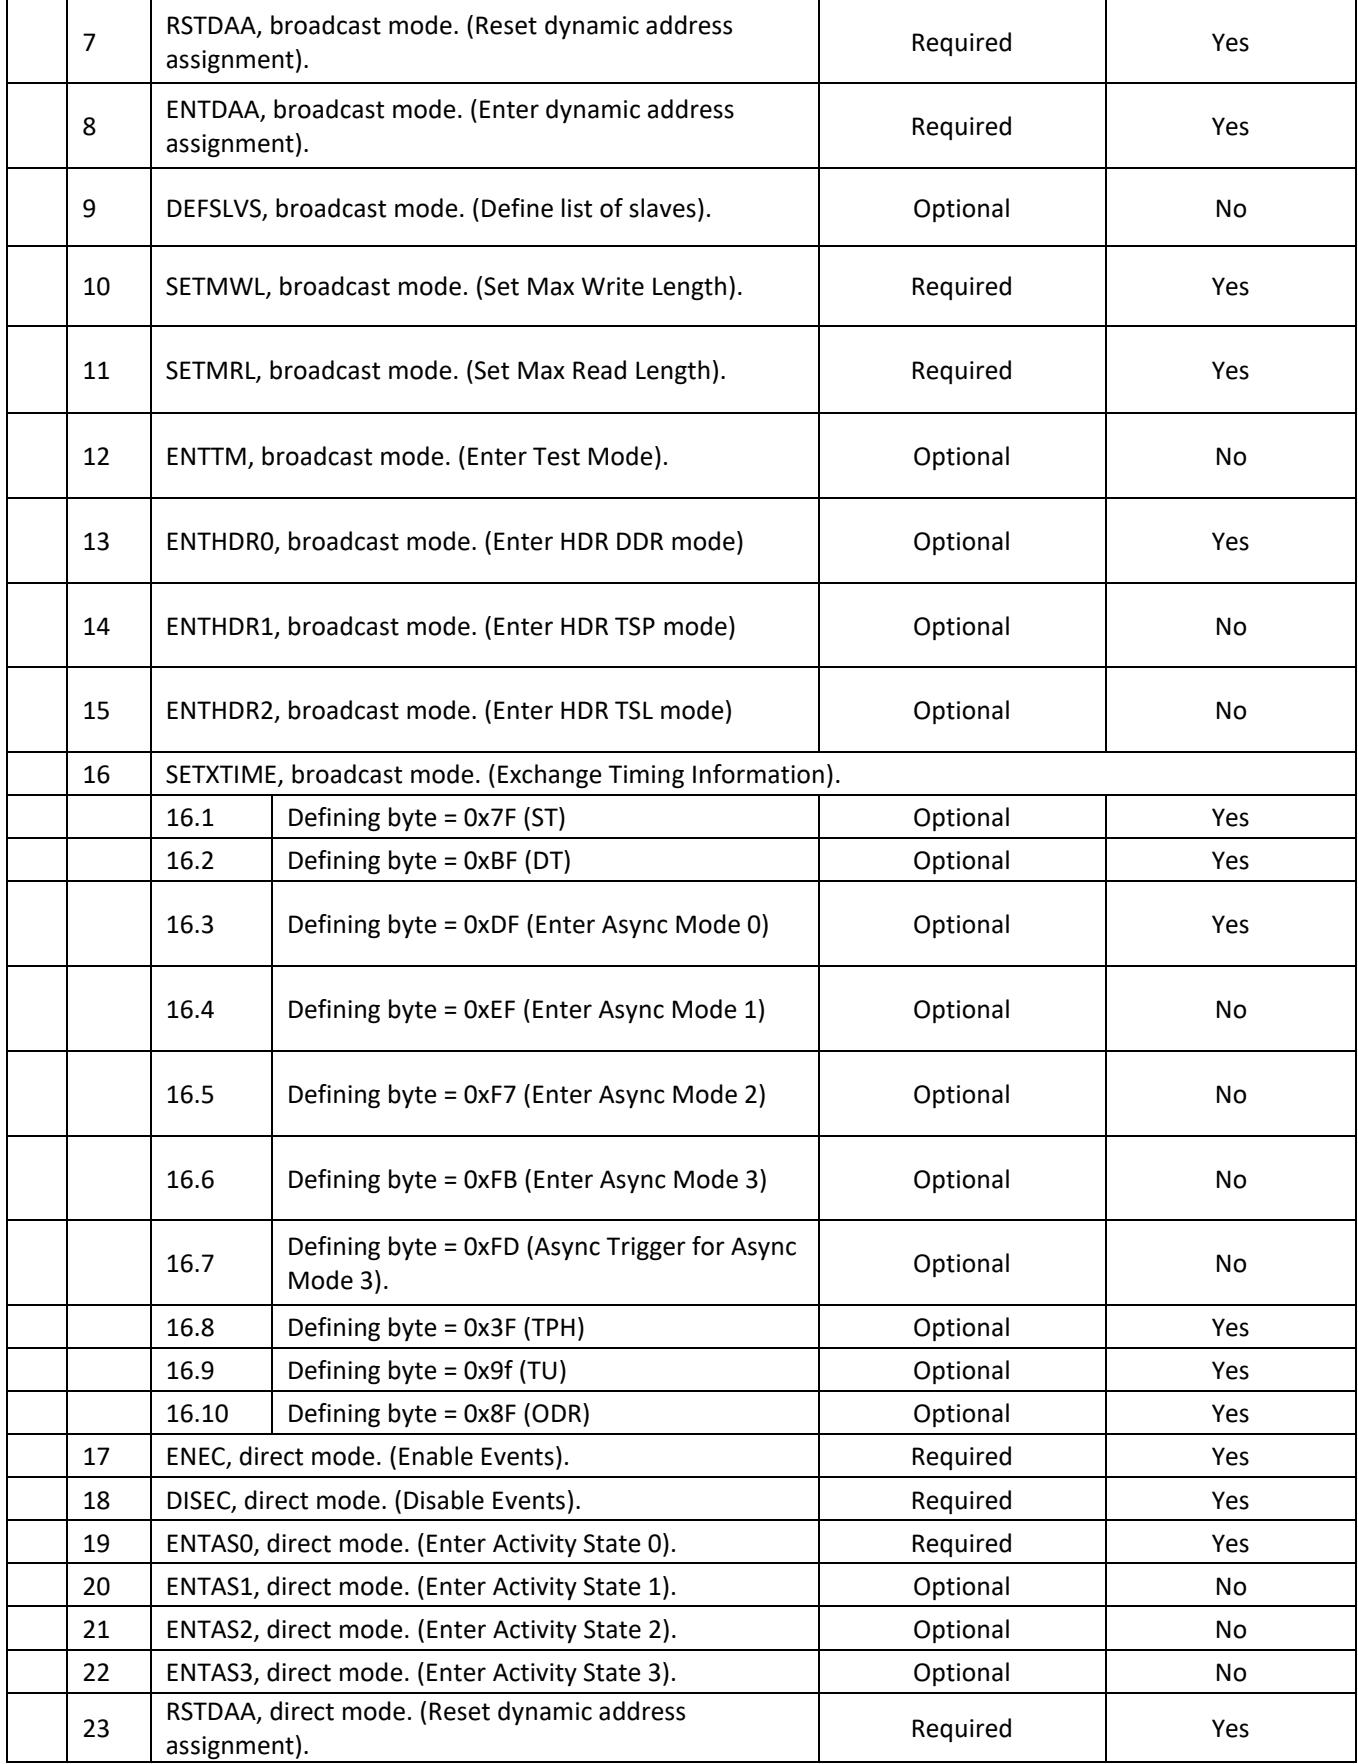 7 RSTDAA, broadcast mode. (Reset dynamic address
assignment). Required Yes
8 ENTDAA, broadcast mode. (Enter dynamic address
assignment). Required Yes
9 DEFSLVS, broadcast mode. (Define list of slaves). Optional No
10 SETMWL, broadcast mode. (Set Max Write Length). Required Yes
11 SETMRL, broadcast mode. (Set Max Read Length). Required Yes
12 ENTTM, broadcast mode. (Enter Test Mode). Optional No
13 ENTHDR0, broadcast mode. (Enter HDR DDR mode) Optional Yes
14 ENTHDR1, broadcast mode. (Enter HDR TSP mode) Optional No
15 ENTHDR2, broadcast mode. (Enter HDR TSL mode) Optional No
16 SETXTIME, broadcast mode. (Exchange Timing Information).
16.1 Defining byte = 0x7F (ST) Optional Yes
16.2 Defining byte = 0xBF (DT) Optional Yes
16.3 Defining byte = 0xDF (Enter Async Mode 0) Optional Yes
16.4 Defining byte = 0xEF (Enter Async Mode 1) Optional No
16.5 Defining byte = 0xF7 (Enter Async Mode 2) Optional No
16.6 Defining byte = 0xFB (Enter Async Mode 3) Optional No
16.7 Defining byte = 0xFD (Async Trigger for Async
Mode 3). Optional No
16.8 Defining byte = 0x3F (TPH) Optional Yes
16.9 Defining byte = 0x9f (TU) Optional Yes
16.10 Defining byte = 0x8F (ODR) Optional Yes
17 ENEC, direct mode. (Enable Events). Required Yes
18 DISEC, direct mode. (Disable Events). Required Yes
19 ENTAS0, direct mode. (Enter Activity State 0). Required Yes
20 ENTAS1, direct mode. (Enter Activity State 1). Optional No
21 ENTAS2, direct mode. (Enter Activity State 2). Optional No
22 ENTAS3, direct mode. (Enter Activity State 3). Optional No
23 RSTDAA, direct mode. (Reset dynamic address
assignment). Required Yes